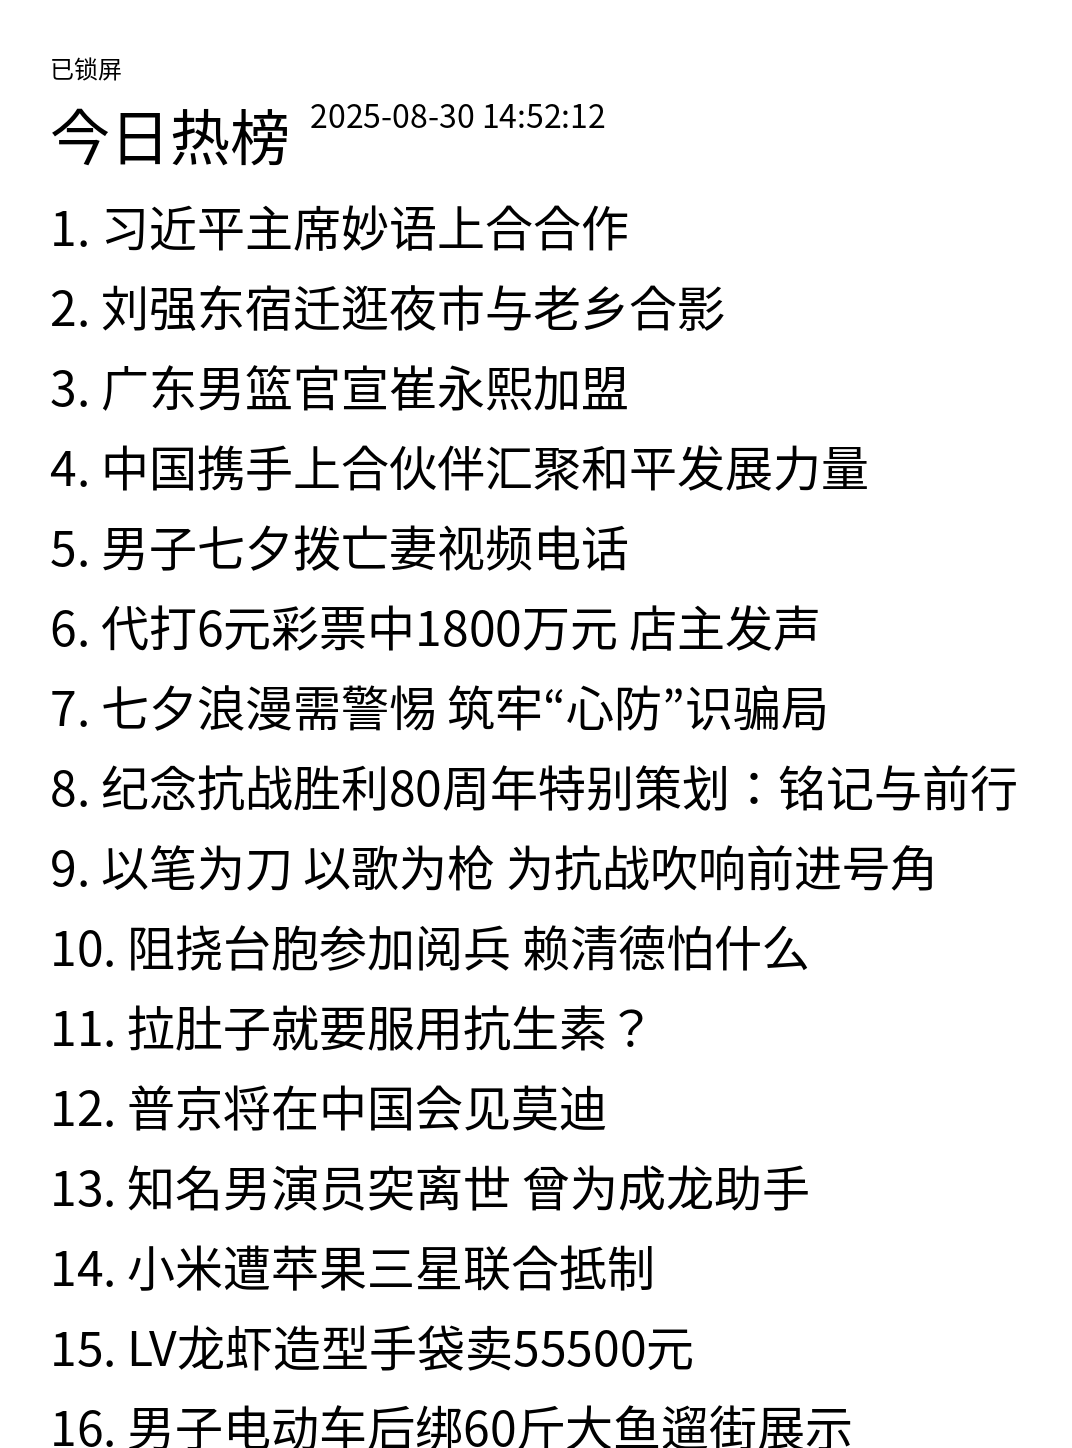 已锁屏
今日热榜 2025-08-30 14:52:12
1. 习近平主席妙语上合合作
2. 刘强东宿迁逛夜市与老乡合影
3. 广东男篮官宣崔永熙加盟
4. 中国携手上合伙伴汇聚和平发展力量
5. 男子七夕拨亡妻视频电话
6. 代打6元彩票中1800万元 店主发声
7. 七夕浪漫需警惕 筑牢“心防”识骗局
8. 纪念抗战胜利80周年特别策划：铭记与前行
9. 以笔为刀 以歌为枪 为抗战吹响前进号角
10. 阻挠台胞参加阅兵 赖清德怕什么
11. 拉肚子就要服用抗生素？
12. 普京将在中国会见莫迪
13. 知名男演员突离世 曾为成龙助手
14. 小米遭苹果三星联合抵制
15. LV龙虾造型手袋卖55500元
16. 男子电动车后绑60斤大鱼遛街展示